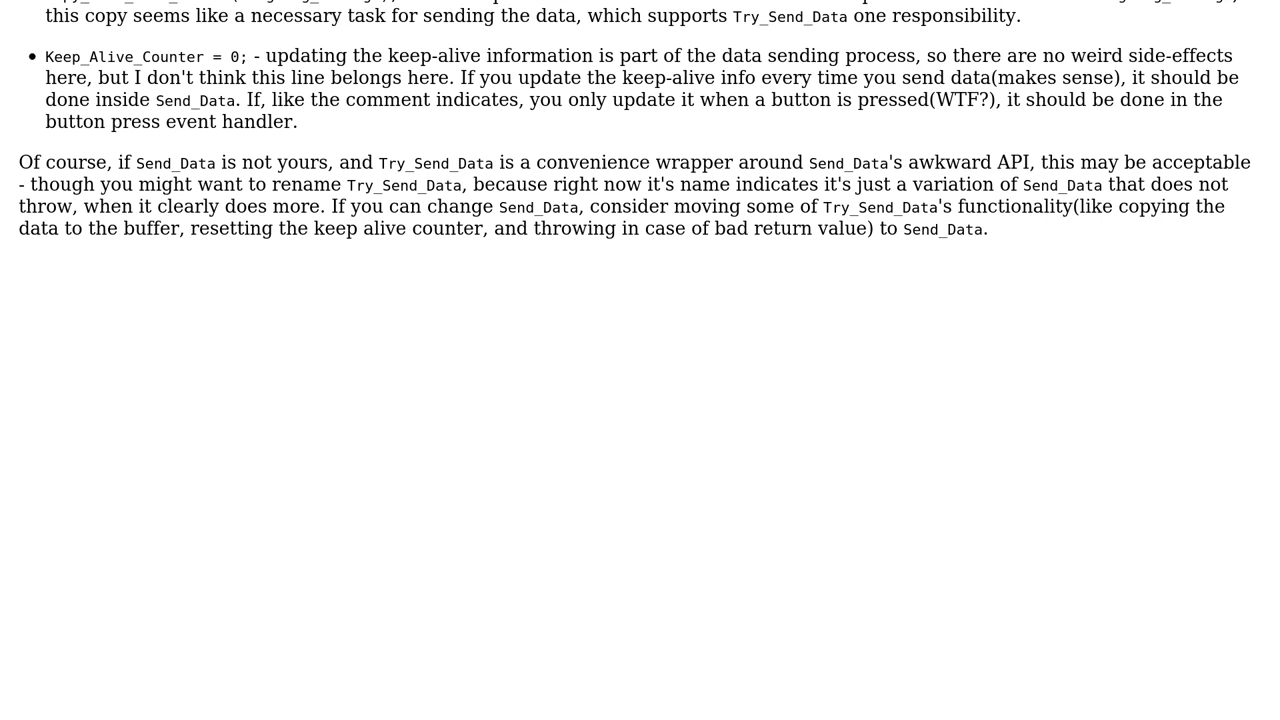 this copy seems like a necessary task for sending the data, which supports Try_Send_Data one responsibility.
• Keep_Alive_Counter = 0; - updating the keep-alive information is part of the data sending process, so there are no weird side-effects
here, but I don't think this line belongs here. If you update the keep-alive info every time you send data(makes sense), it should be
done inside Send_Data. If, like the comment indicates, you only update it when a button is pressed(WTF?), it should be done in the
button press event handler.
Of course, if Send_Data is not yours, and Try_Send_Data is a convenience wrapper around Send_Data's awkward API, this may be acceptable
- though you might want to rename Try_Send_Data, because right now it's name indicates it's just a variation of Send_Data that does not
throw, when it clearly does more. If you can change Send_Data, consider moving some of Try_Send_Data's functionality(like copying the
data to the buffer, resetting the keep alive counter, and throwing in case of bad return value) to Send_Data.